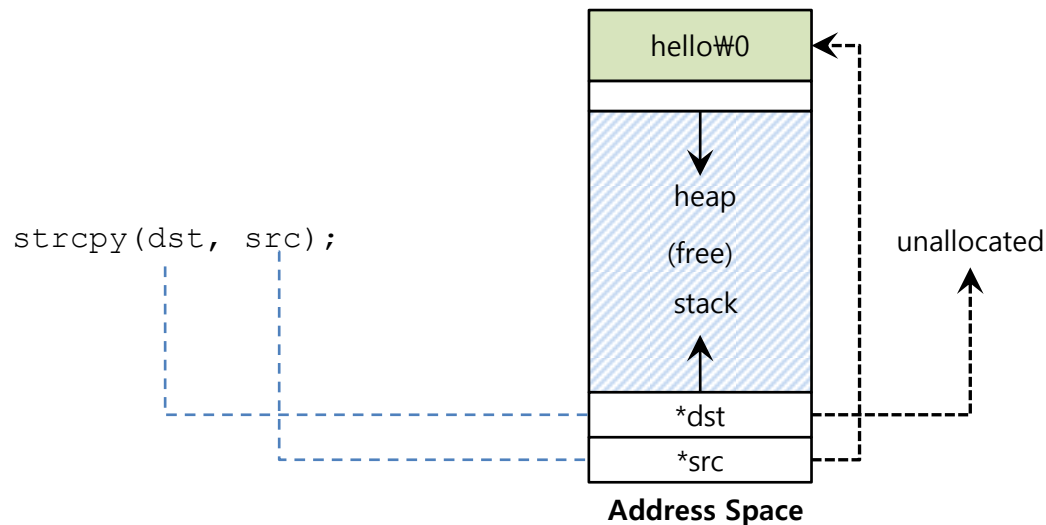 hello₩0
heap
strcpy(dst, src);
(free)
unallocated
stack
*dst
*src
Address Space